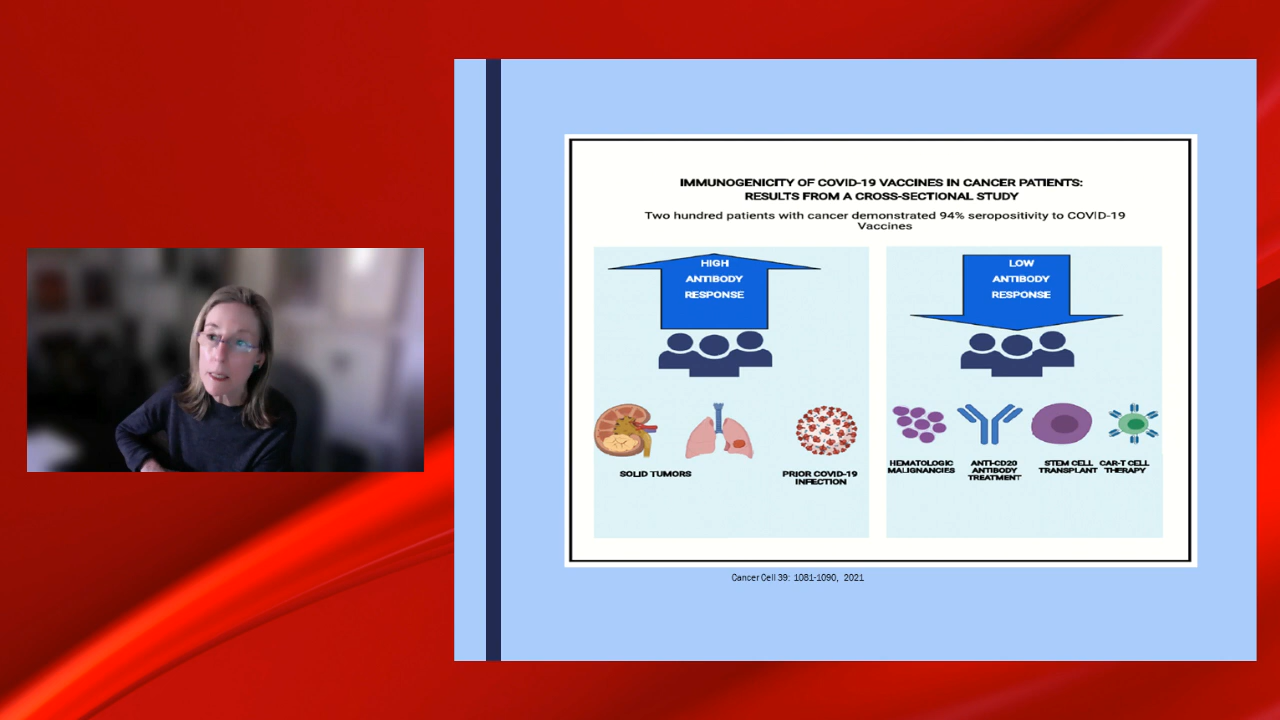 IMMUNOGENICITY OF COVID-19 VACCINES IN CANCER PATIENTS:
RESULTS FROM A CROSS-SECTIONAL STUDY
Two hundred patients with cancer demonstrated 94% seropositivity to COVID-19
Vaccines
HIGH
ANTIBODY
RESPONSE
SOLID TUMORS
PRIOR COVID-19
INFECTION
LOW
ANTIBODY
RESPONSE
HEMATOLOGIC
MALIGNANCIES
ANTI-CD20
ANTIBODY
TREATMENT
STEM CELL
TRANSPLANT
CAR-T CELL
THERAPY
Cancer Cell 39: 1081-1090, 2021